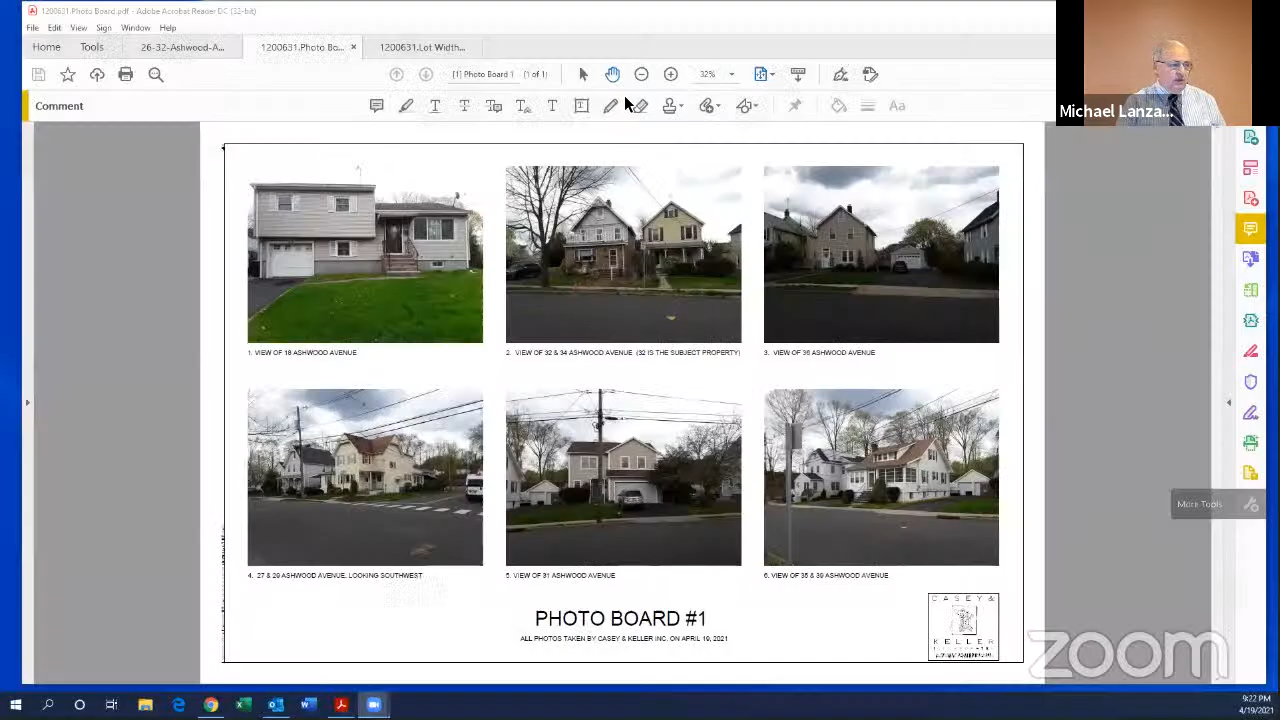 1200631.Photo Board.pdf - Adobe Acrobat Reader DC (32-bit)
File Edit View Sign Window Help
Home Tools 26-32-Ashwood-A... 1200631.Photo Bo... × 1200631.Lot Width...
[1] Photo Board 1 (1 of 1) 32%
Comment
Aa
Michael Lanza...
1. VIEW OF 18 ASHWOOD AVENUE
2. VIEW OF 32 & 34 ASHWOOD AVENUE (32 IS THE SUBJECT PROPERTY)
3. VIEW OF 36 ASHWOOD AVENUE
4. 27 & 29 ASHWOOD AVENUE, LOOKING SOUTHWEST
5. VIEW OF 31 ASHWOOD AVENUE
6. VIEW OF 35 & 39 ASHWOOD AVENUE
More Tools
PHOTO BOARD #1
ALL PHOTOS TAKEN BY CASEY & KELLER INC. ON APRIL 19, 2021
CASEY &
KELLER
zoom
9:22 PM
4/19/2021